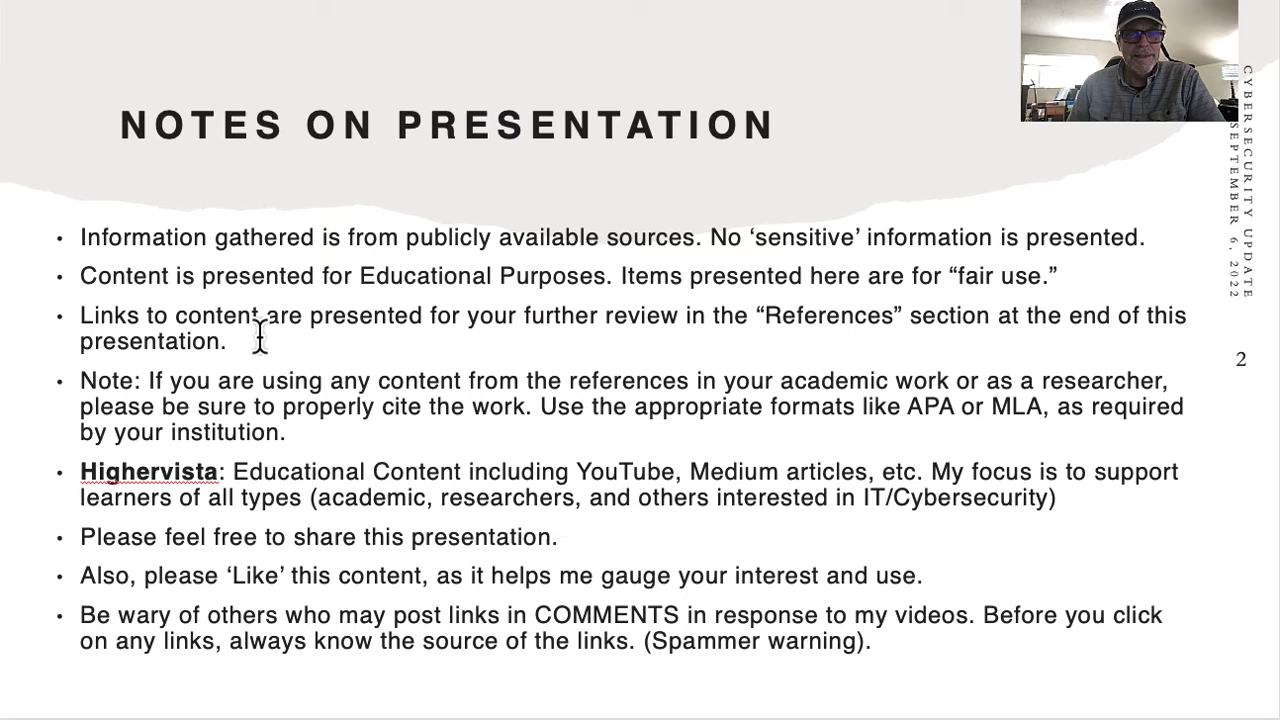 NOTES ON PRESENTATION
CYBERSECURITY UPDATE
SEPTEMBER 6, 2022
2
• Information gathered is from publicly available sources. No ‘sensitive’ information is presented.
• Content is presented for Educational Purposes. Items presented here are for “fair use.”
• Links to content are presented for your further review in the “References” section at the end of this
presentation.
• Note: If you are using any content from the references in your academic work or as a researcher,
please be sure to properly cite the work. Use the appropriate formats like APA or MLA, as required
by your institution.
• Highervista: Educational Content including YouTube, Medium articles, etc. My focus is to support
learners of all types (academic, researchers, and others interested in IT/Cybersecurity)
• Please feel free to share this presentation.
• Also, please ‘Like’ this content, as it helps me gauge your interest and use.
• Be wary of others who may post links in COMMENTS in response to my videos. Before you click
on any links, always know the source of the links. (Spammer warning).